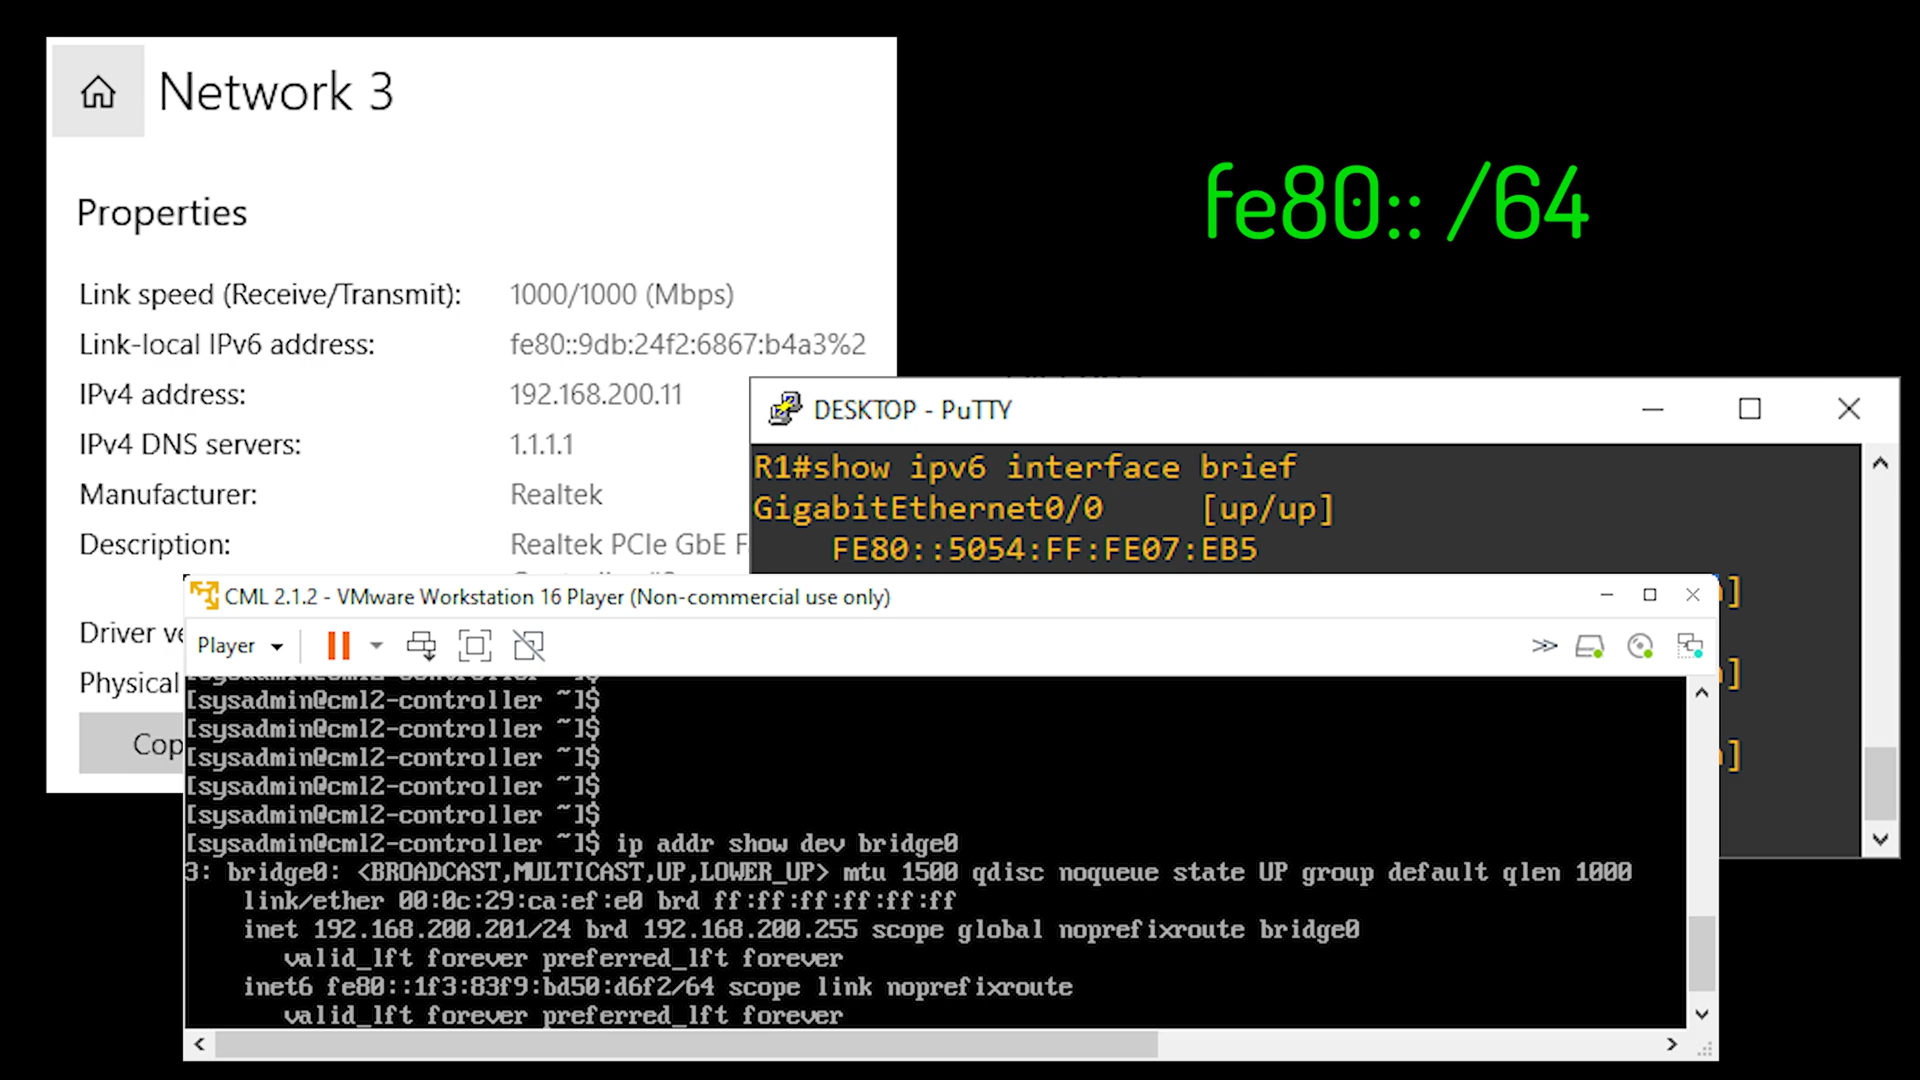 Network 3
Properties
Link speed (Receive/Transmit): 1000/1000 (Mbps)
Link-local IPv6 address: fe80::9db:24f2:6867:b4a3%2
IPv4 address: 192.168.200.11
IPv4 DNS servers: 1.1.1.1
Manufacturer: Realtek
Description: Realtek PCIe GbE F
Driver ve
Physical
Cop
fe80:: /64
DESKTOP - PuTTY
R1#show ipv6 interface brief
GigabitEthernet0/0 [up/up]
FE80::5054:FF:FE07:EB5
]
]
]
CML 2.1.2 - VMware Workstation 16 Player (Non-commercial use only)
Player
[sysadmin@cml2-controller ~]$
[sysadmin@cml2-controller ~]$
[sysadmin@cml2-controller ~]$
[sysadmin@cml2-controller ~]$
[sysadmin@cml2-controller ~]$
[sysadmin@cml2-controller ~]$ ip addr show dev bridge0
3: bridge0: <BROADCAST,MULTICAST,UP,LOWER_UP> mtu 1500 qdisc noqueue state UP group default qlen 1000
link/ether 00:0c:29:ca:ef:e0 brd ff:ff:ff:ff:ff:ff
inet 192.168.200.201/24 brd 192.168.200.255 scope global noprefixroute bridge0
valid_lft forever preferred_lft forever
inet6 fe80::1f3:83f9:bd50:d6f2/64 scope link noprefixroute
valid_lft forever preferred_lft forever